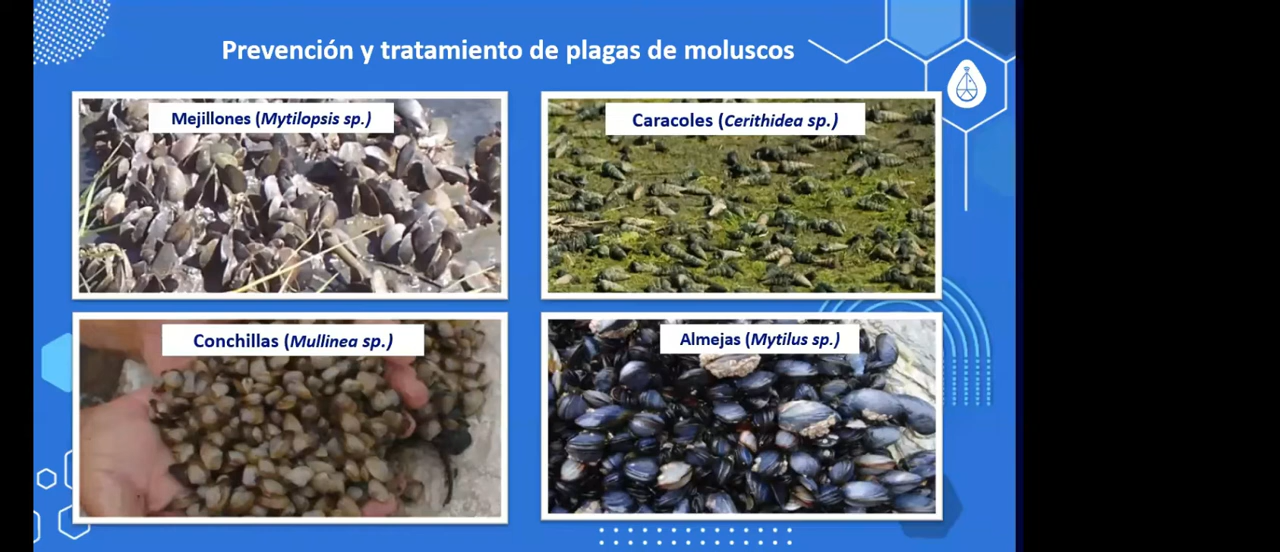 Prevención y tratamiento de plagas de moluscos
Mejillones (Mytilopsis sp.)
Caracoles (Cerithidea sp.)
Conchillas (Mullinea sp.)
Almejas (Mytilus sp.)